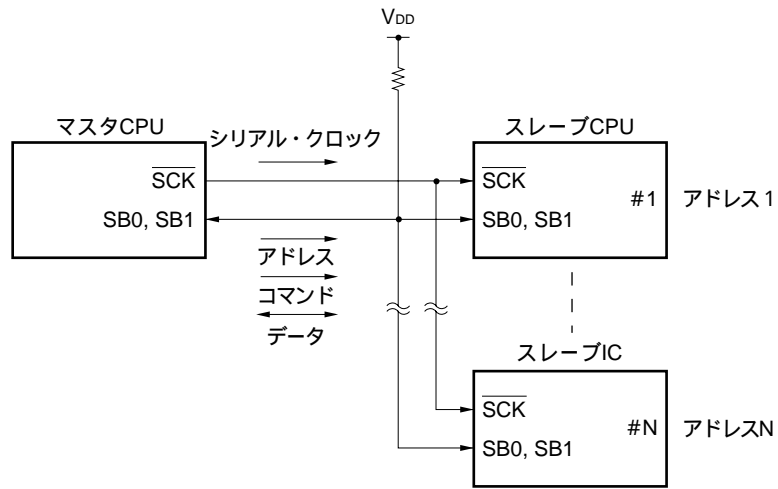 VDD
マスタCPU
シリアル・クロック
スレーブCPU
SCK
SCK
#1
アドレス1
SB0, SB1
SB0, SB1
アドレス
コマンド
データ
スレーブIC
SCK
#N
アドレスN
SB0, SB1